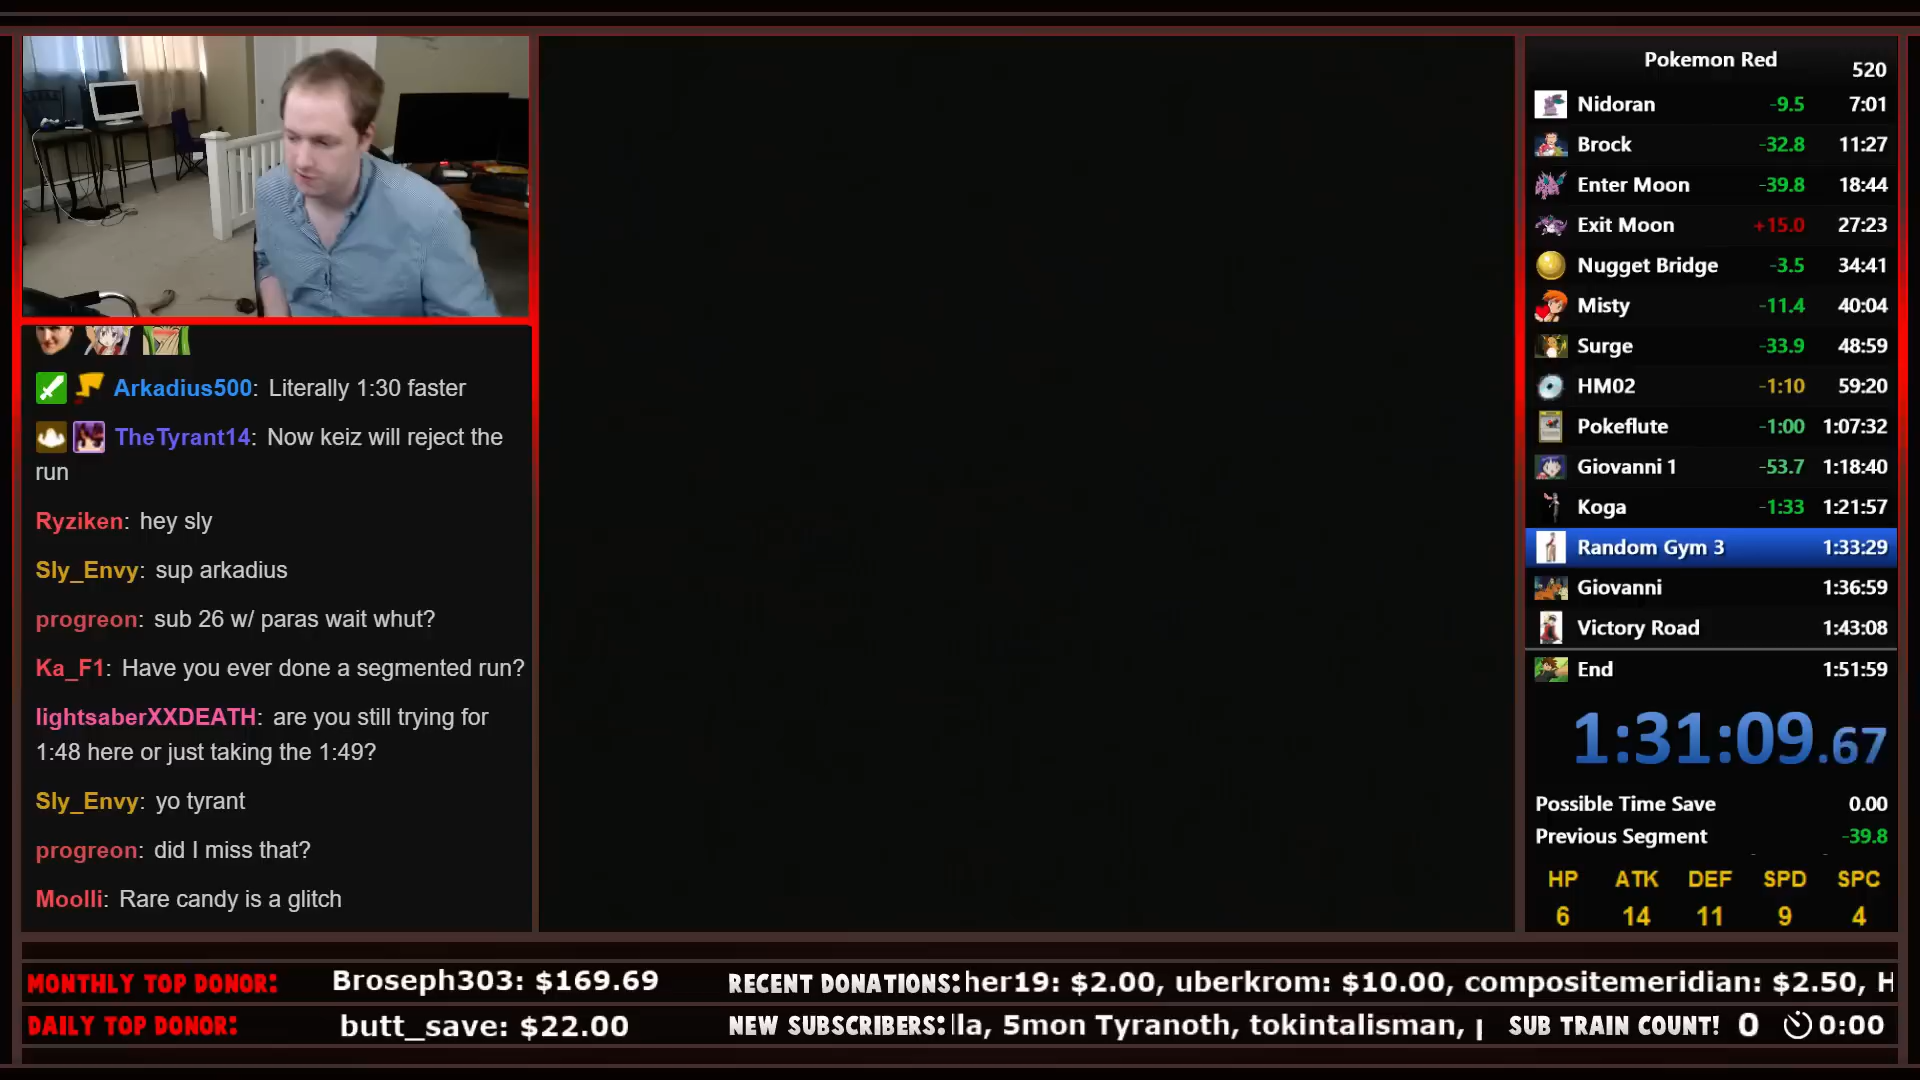 Arkadius500: Literally 1:30 faster
TheTyrant14: Now keiz will reject the
run
Ryziken: hey sly
Sly_Envy: sup arkadius
progreon: sub 26 w/ paras wait whut?
Ka_F1: Have you ever done a segmented run?
lightsaberXXDEATH: are you still trying for
1:48 here or just taking the 1:49?
Sly_Envy: yo tyrant
progreon: did I miss that?
Moolli: Rare candy is a glitch
Pokemon Red
520
Nidoran -9.5 7:01
Brock -32.8 11:27
Enter Moon -39.8 18:44
Exit Moon +15.0 27:23
Nugget Bridge -3.5 34:41
Misty -11.4 40:04
Surge -33.9 48:59
HM02 -1:10 59:20
Pokeflute -1:00 1:07:32
Giovanni 1 -53.7 1:18:40
Koga -1:33 1:21:57
Random Gym 3 1:33:29
Giovanni 1:36:59
Victory Road 1:43:08
End 1:51:59
1:31:09.67
Possible Time Save 0.00
Previous Segment -39.8
HP ATK DEF SPD SPC
6 14 11 9 4
MONTHLY TOP DONOR: Broseph303: $169.69
RECENT DONATIONS: her19: $2.00, uberkrom: $10.00, compositemeridian: $2.50, H
DAILY TOP DONOR: butt_save: $22.00
NEW SUBSCRIBERS: lla, 5mon Tyranoth, tokintalisman,
SUB TRAIN COUNT! 0 0:00